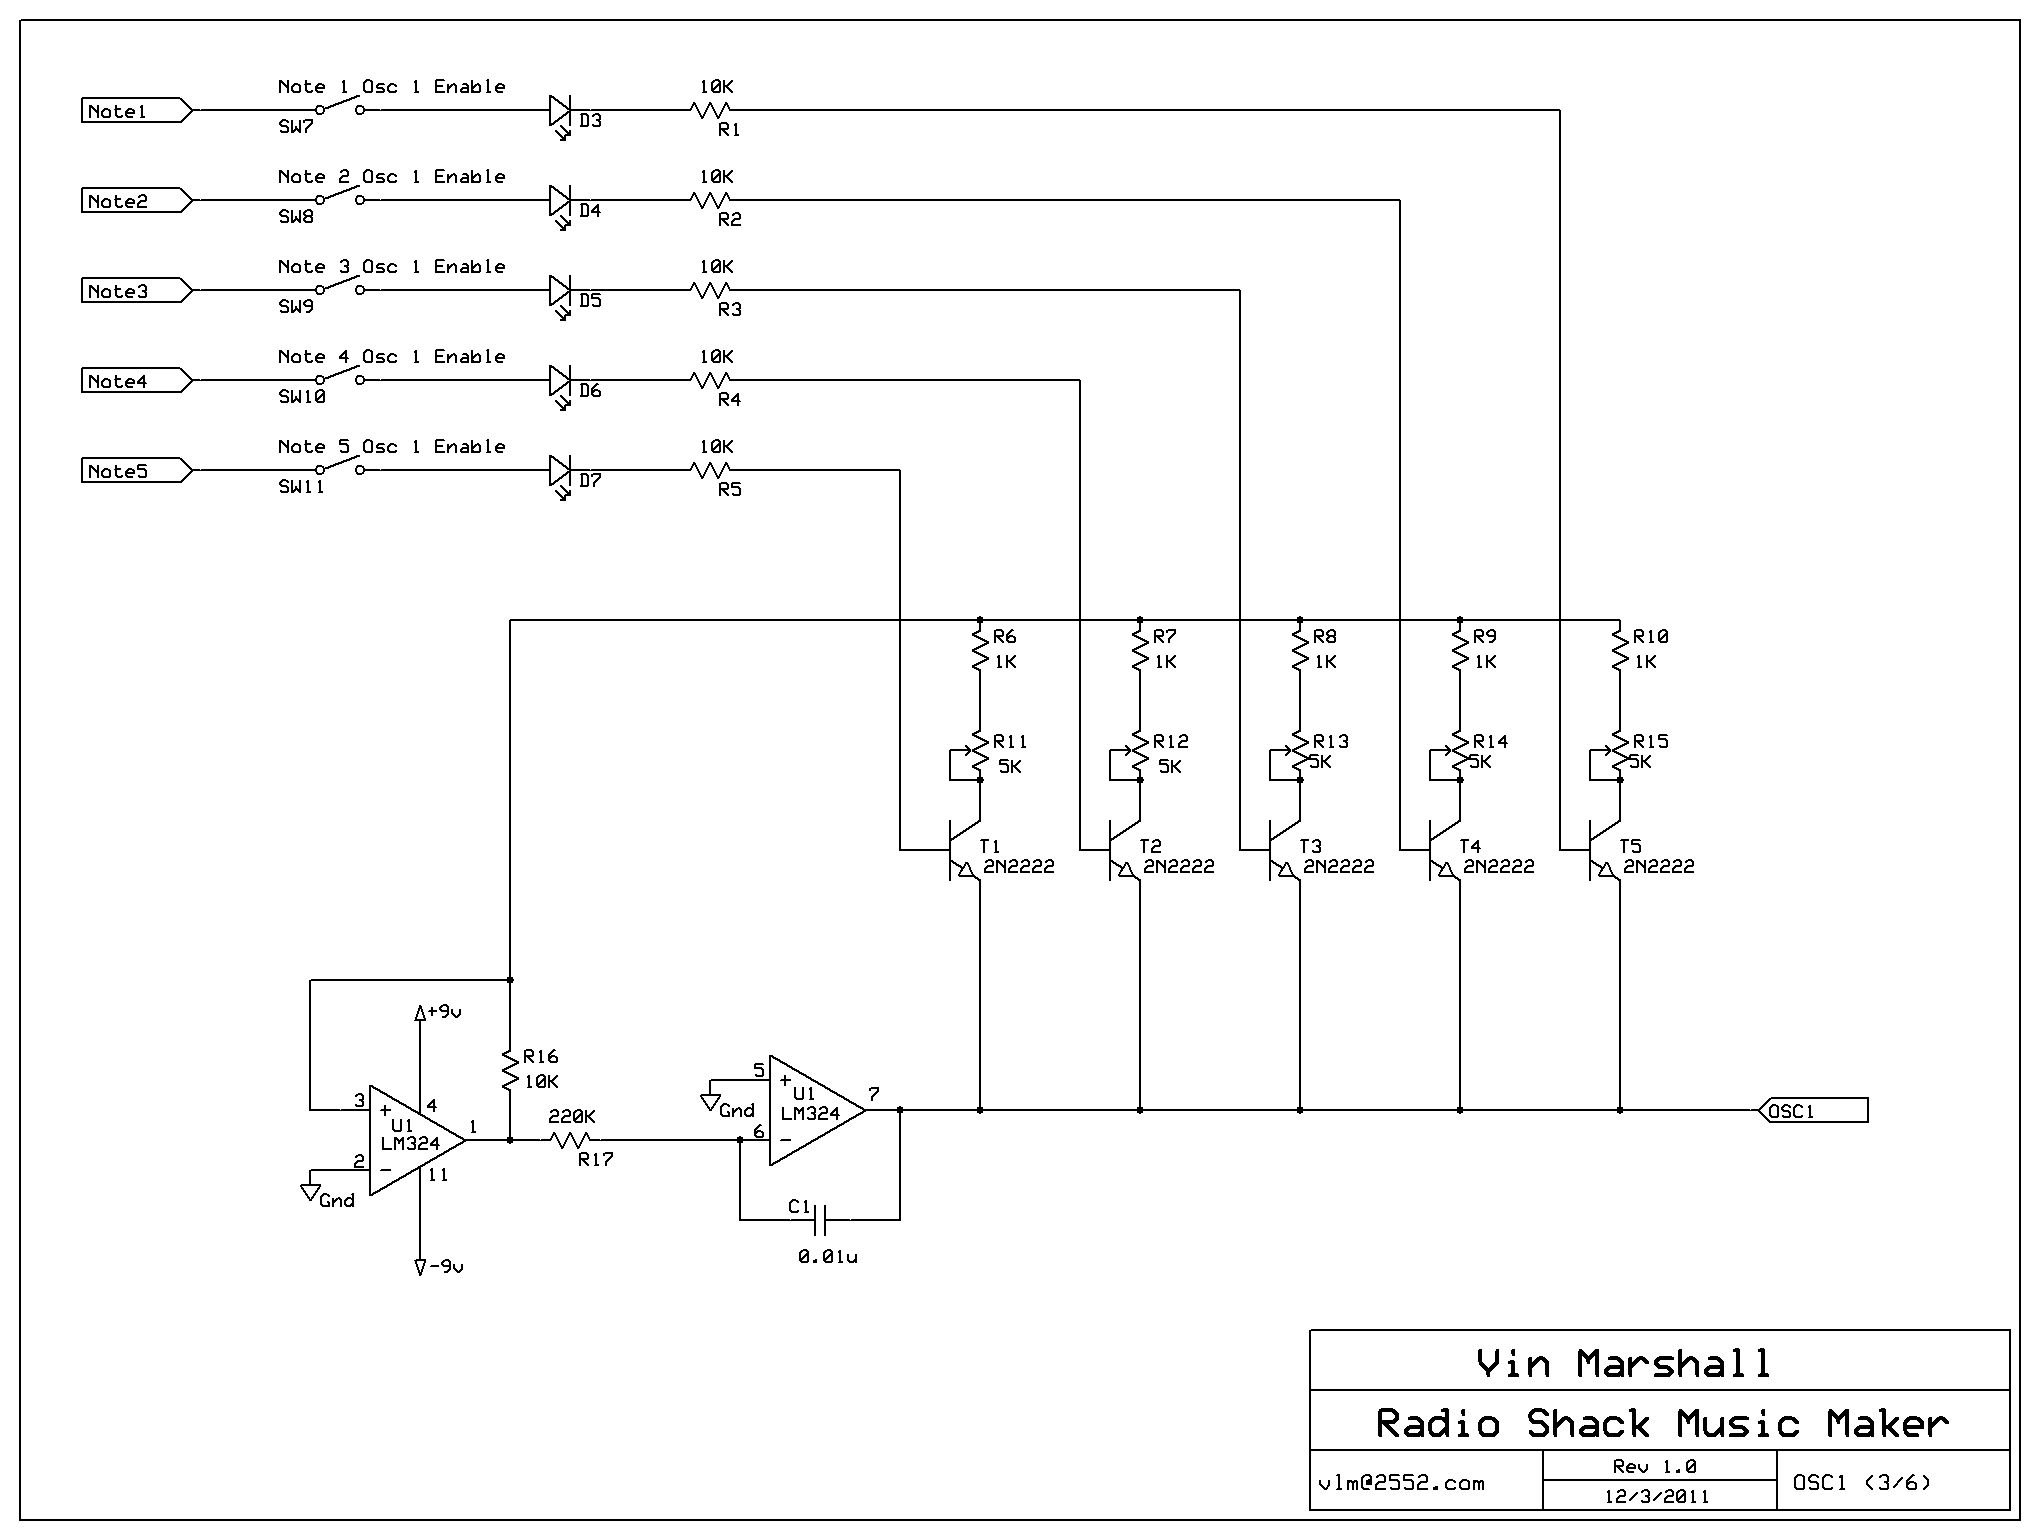 Note 1 Osc 1 Enable
10K
Note1
SW7
D3
R1
Note 2 Osc 1 Enable
10K
Note2
SW8
D4
R2
Note 3 Osc 1 Enable
10K
Note3
SW9
D5
R3
Note 4 Osc 1 Enable
10K
Note4
SW10
D6
R4
Note 5 Osc 1 Enable
10K
Note5
SW11
D7
R5
R6
1K
R7
1K
R8
1K
R9
1K
R10
1K
R11
5K
R12
5K
R13
5K
R14
5K
R15
5K
T1
2N2222
T2
2N2222
T3
2N2222
T4
2N2222
T5
2N2222
+9v
R16
10K
3
+
4
U1
LM324
1
2
-
11
Gnd
-9v
220K
R17
5
+
U1
LM324
7
Gnd
6
-
C1
0.01u
OSC1
Vin Marshall
Radio Shack Music Maker
vlm@2552.com
Rev 1.0
12/3/2011
OSC1 (3/6)